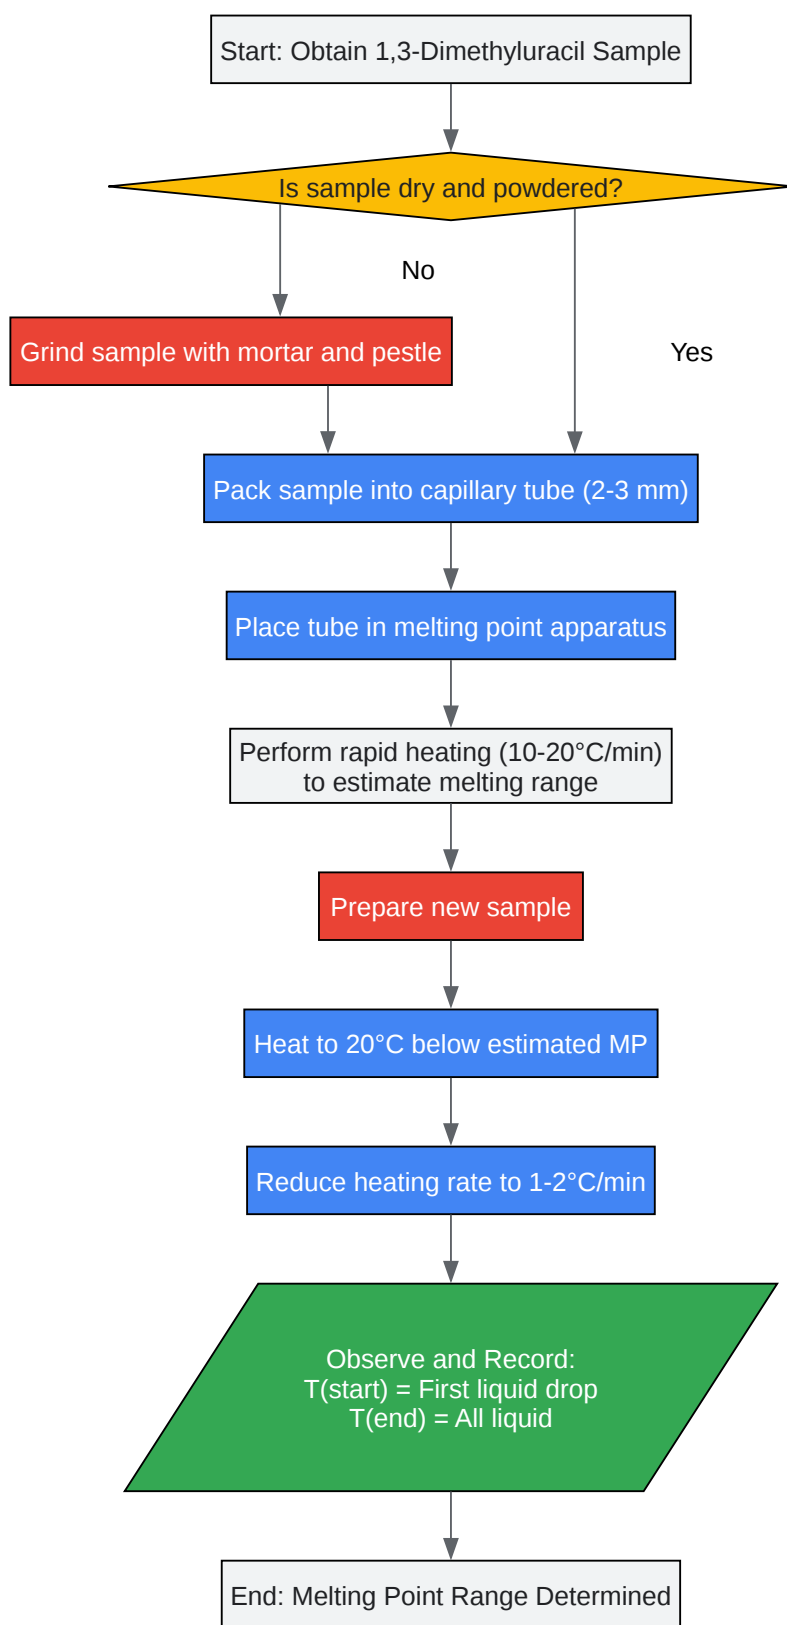 Start: Obtain 1,3-Dimethyluracil Sample
Is sample dry and powdered?
No
Grind sample with mortar and pestle
Yes
Pack sample into capillary tube (2-3 mm)
Place tube in melting point apparatus
Perform rapid heating (10-20°C/min)
to estimate melting range
Prepare new sample
Heat to 20°C below estimated MP
Reduce heating rate to 1-2°C/min
Observe and Record:
T(start) = First liquid drop
T(end) = All liquid
End: Melting Point Range Determined